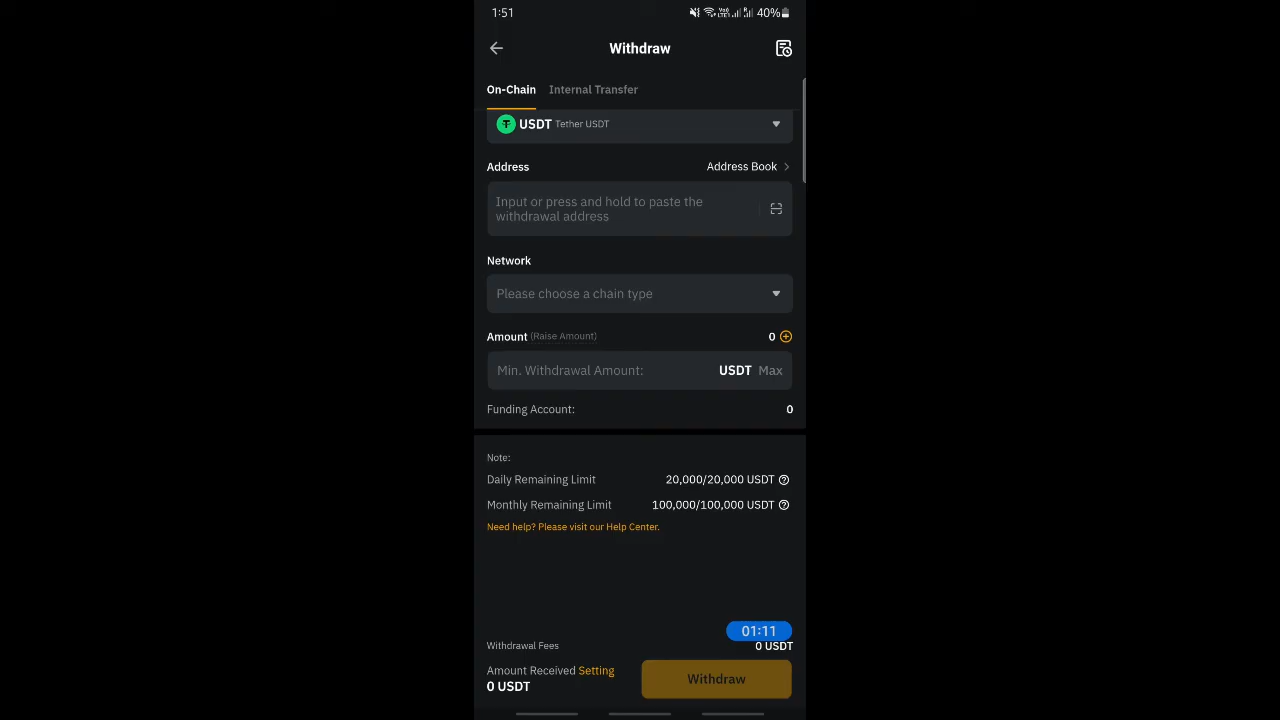 1:51
40%
Withdraw
On-Chain Internal Transfer
USDT Tether USDT
Address Address Book
Input or press and hold to paste the
withdrawal address
Network
Please choose a chain type
Amount (Raise Amount) 0
Min. Withdrawal Amount: USDT Max
Funding Account: 0
Note:
Daily Remaining Limit 20,000/20,000 USDT
Monthly Remaining Limit 100,000/100,000 USDT
Need help? Please visit our Help Center.
01:11
Withdrawal Fees 0 USDT
Amount Received Setting
0 USDT
Withdraw